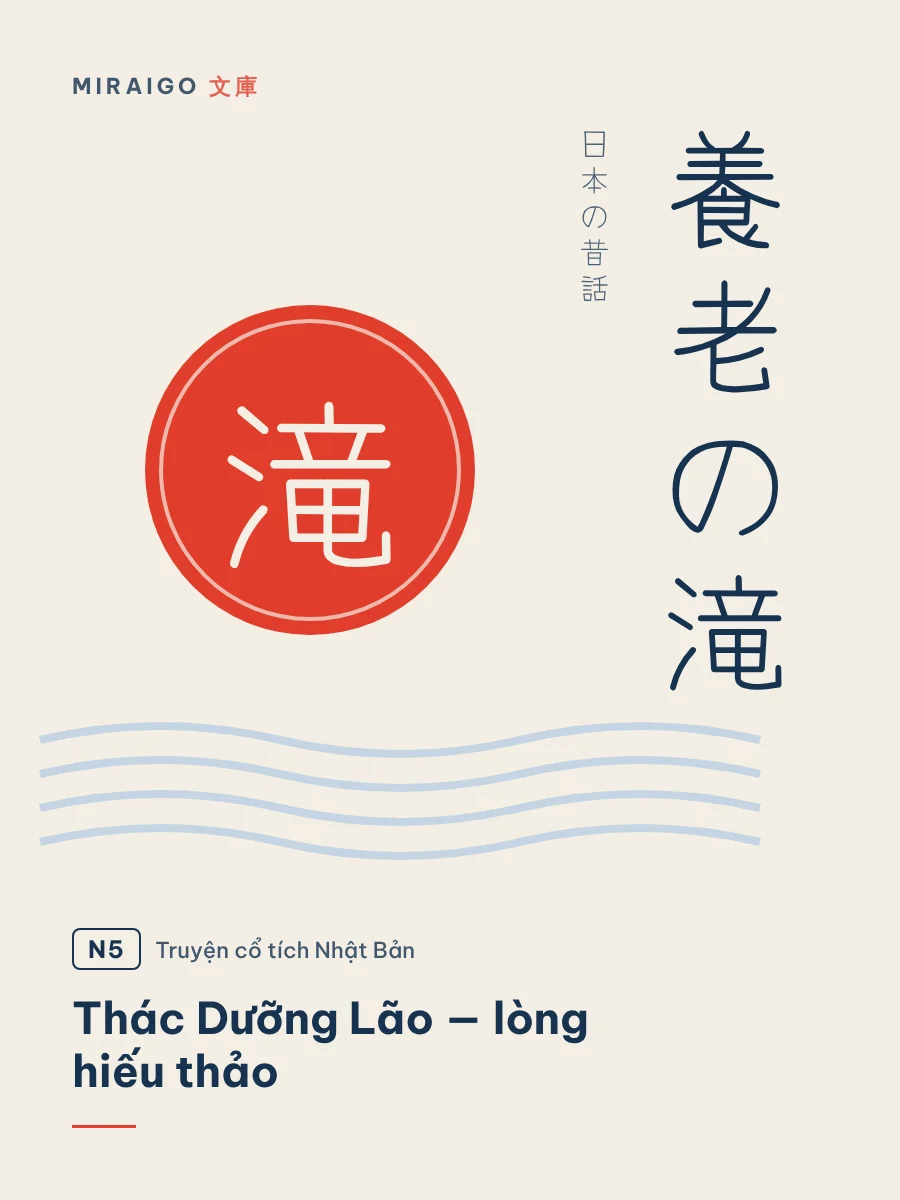 MIRAIGO 文庫
養老の滝
日本の昔話
滝
N5 Truyện cổ tích Nhật Bản
Thác Dưỡng Lão — lòng
hiếu thảo